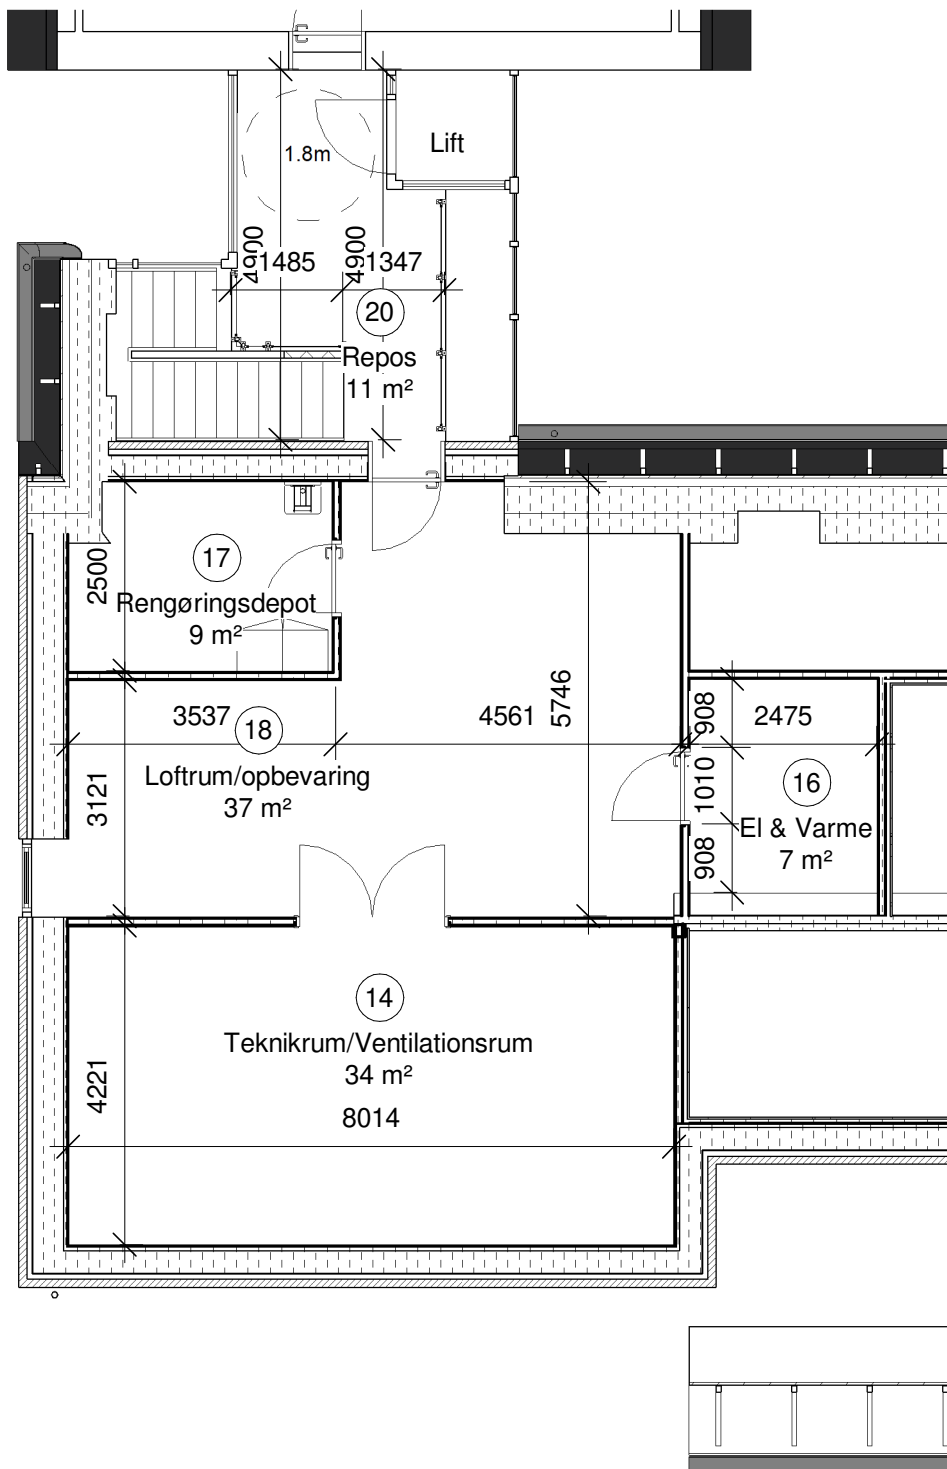 Lift
1.8m
4900
1485
4900
1347
20
Repos
11 m²
2500
17
Rengøringsdepot
9 m²
3537
18
4561
5746
908
2475
Loftrum/opbevaring
37 m²
3121
1010
16
El & Varme
7 m²
908
14
Teknikrum/Ventilationsrum
34 m²
4221
8014